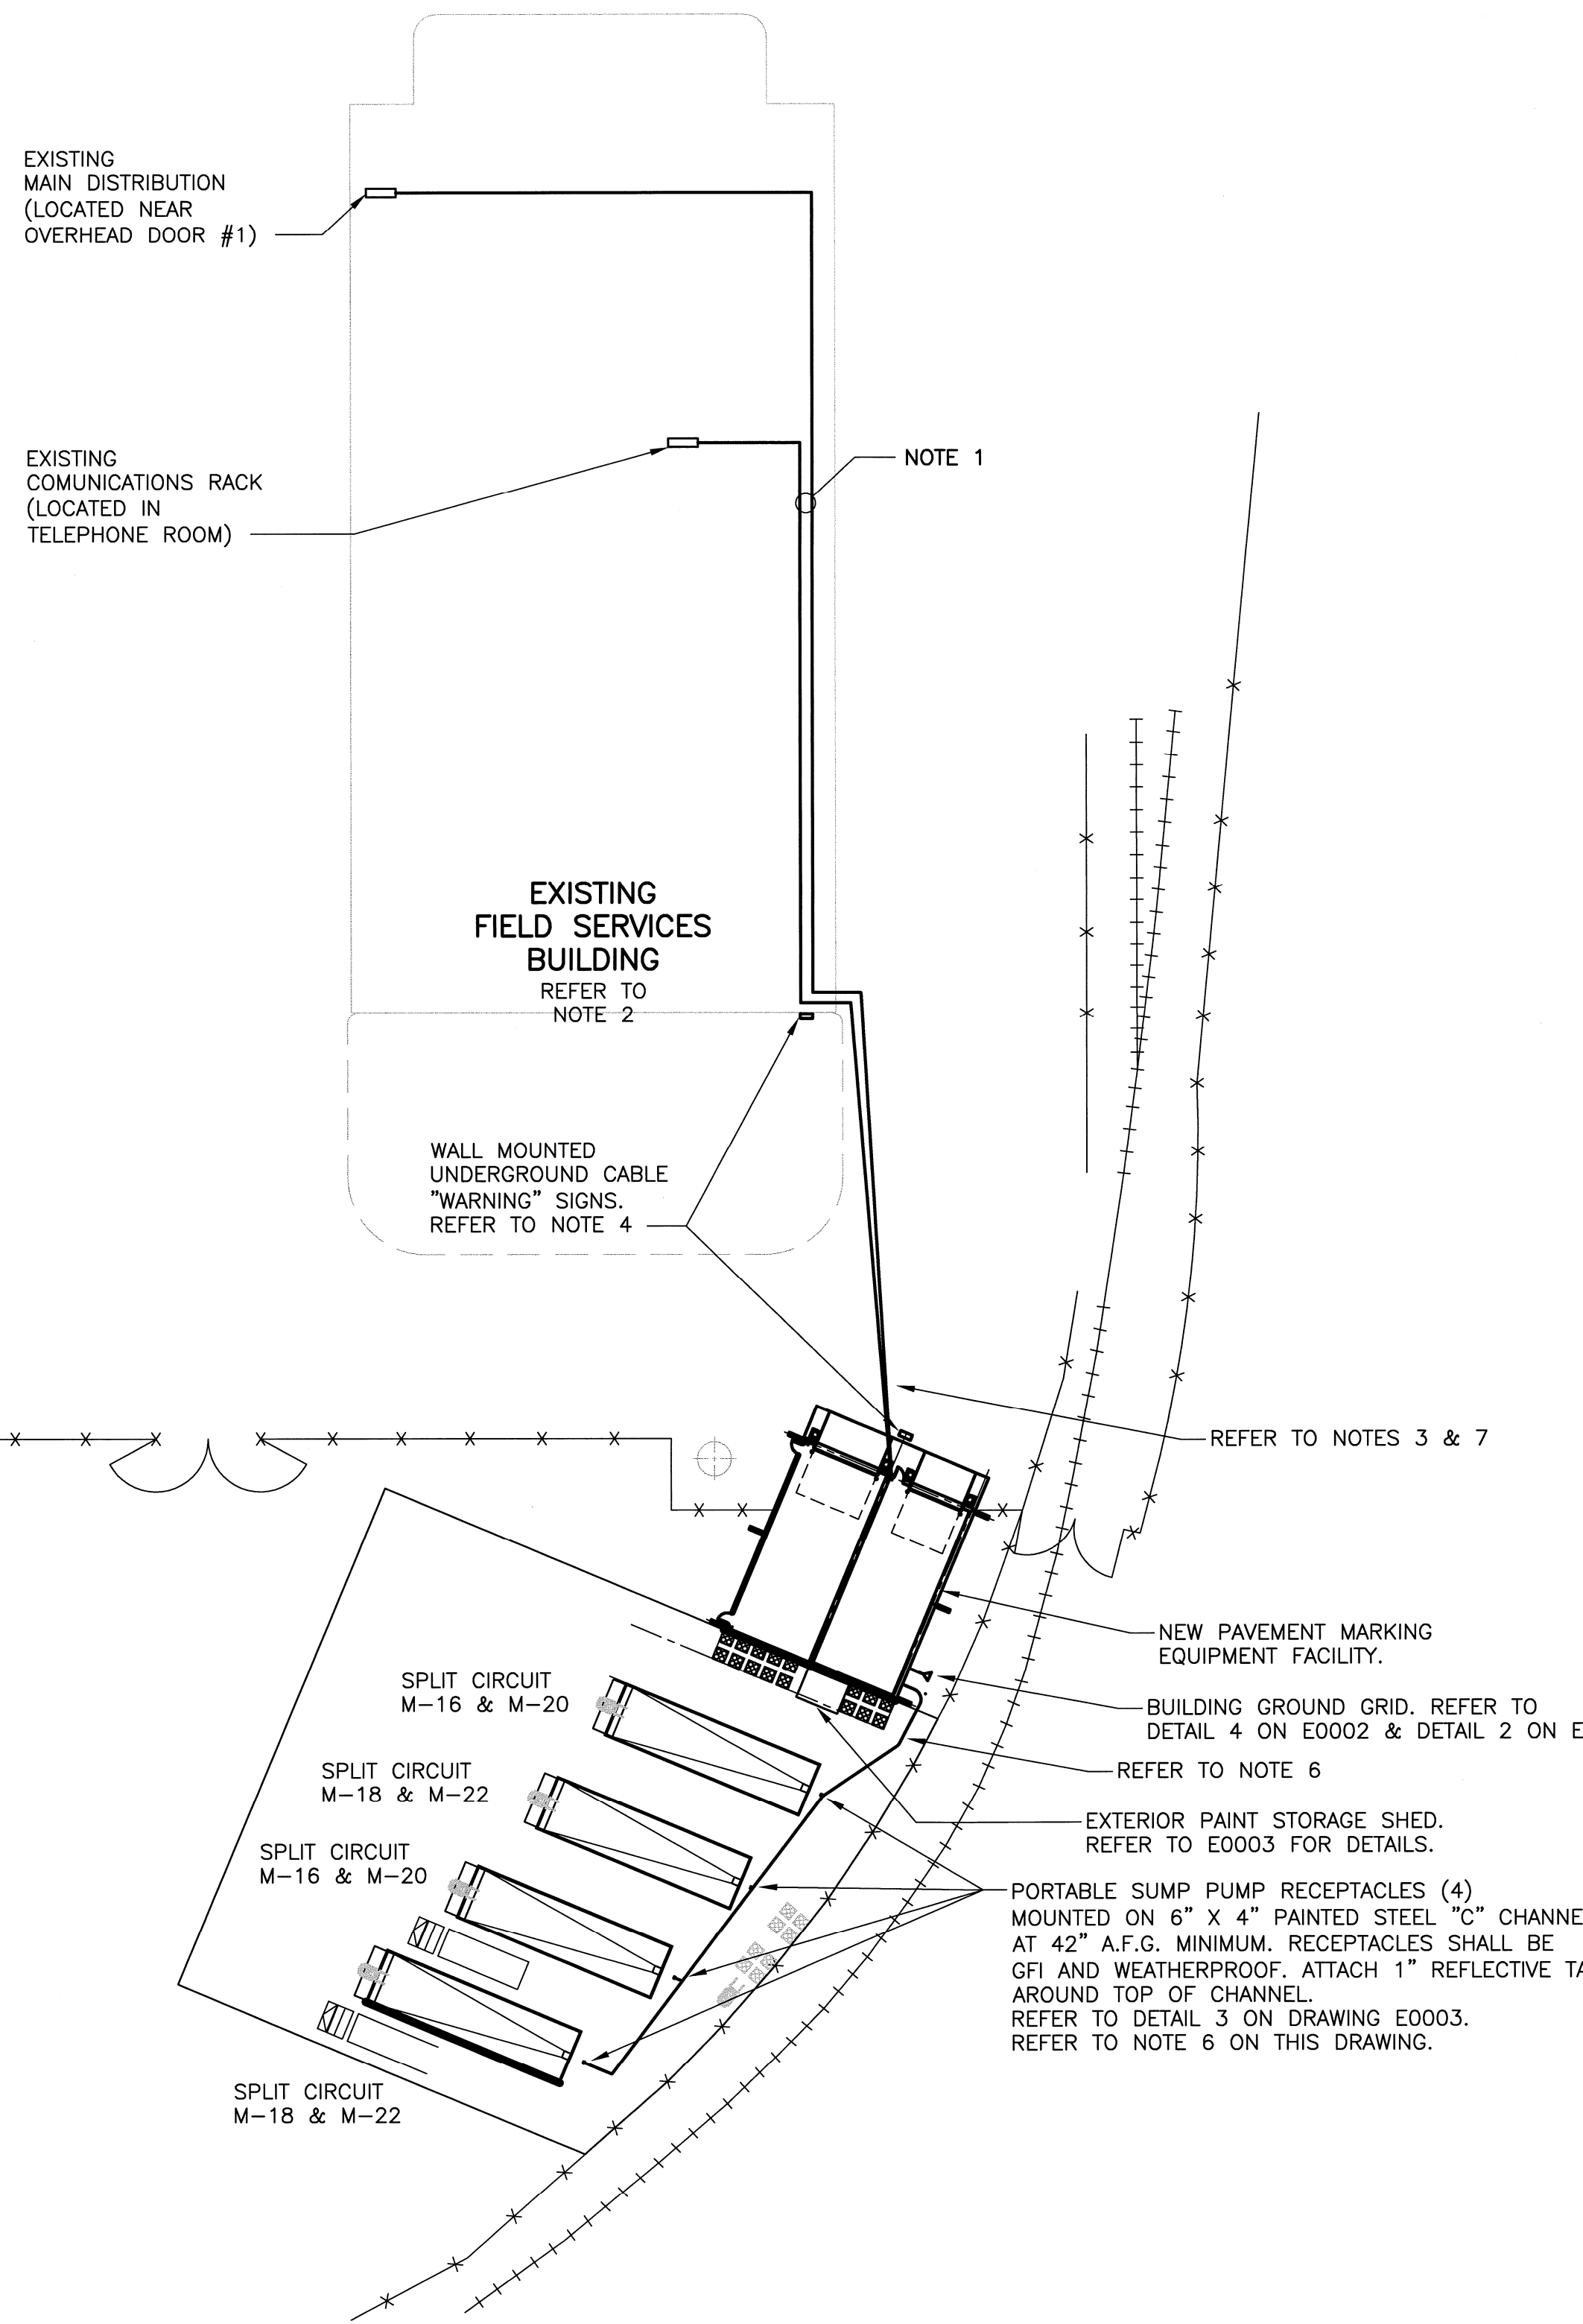 EXISTING
MAIN DISTRIBUTION
(LOCATED NEAR
OVERHEAD DOOR #1)
EXISTING
COMUNICATIONS RACK
(LOCATED IN
TELEPHONE ROOM)
NOTE 1
EXISTING
FIELD SERVICES
BUILDING
REFER TO
NOTE 2
WALL MOUNTED
UNDERGROUND CABLE
"WARNING" SIGNS.
REFER TO NOTE 4
REFER TO NOTES 3 & 7
NEW PAVEMENT MARKING
EQUIPMENT FACILITY.
BUILDING GROUND GRID. REFER TO
DETAIL 4 ON E0002 & DETAIL 2 ON E
REFER TO NOTE 6
EXTERIOR PAINT STORAGE SHED.
REFER TO E0003 FOR DETAILS.
PORTABLE SUMP PUMP RECEPTACLES (4)
MOUNTED ON 6" X 4" PAINTED STEEL "C" CHANNE
AT 42" A.F.G. MINIMUM. RECEPTACLES SHALL BE
GFI AND WEATHERPROOF. ATTACH 1" REFLECTIVE TA
AROUND TOP OF CHANNEL.
REFER TO DETAIL 3 ON DRAWING E0003.
REFER TO NOTE 6 ON THIS DRAWING.
SPLIT CIRCUIT
M-16 & M-20
SPLIT CIRCUIT
M-18 & M-22
SPLIT CIRCUIT
M-16 & M-20
SPLIT CIRCUIT
M-18 & M-22